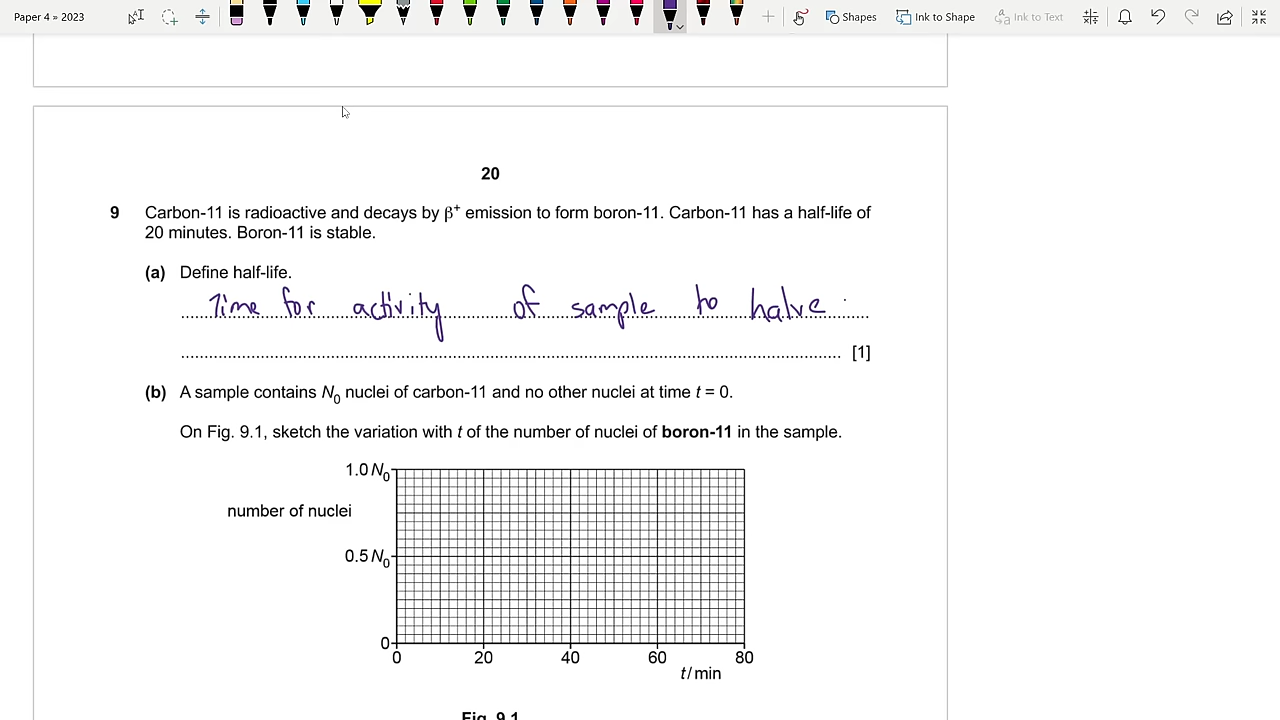 Paper 4 » 2023
Shapes
Ink to Shape
Ink to Text
20
9 Carbon-11 is radioactive and decays by β+ emission to form boron-11. Carbon-11 has a half-life of
20 minutes. Boron-11 is stable.
(a) Define half-life.
Time for activity of sample to halve .
[1]
(b) A sample contains N0 nuclei of carbon-11 and no other nuclei at time t = 0.
On Fig. 9.1, sketch the variation with t of the number of nuclei of boron-11 in the sample.
1.0 N0
number of nuclei
0.5 N0
0
0 20 40 60 80
t / min
Fig. 9.1